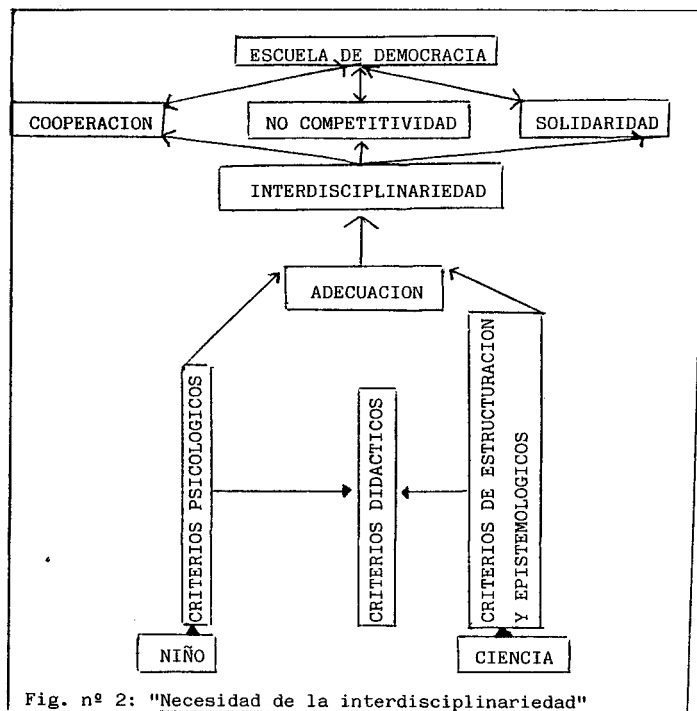 ESCUELA DE DEMOCRACIA
COOPERACION
NO COMPETITIVIDAD
SOLIDARIDAD
INTERDISCIPLINARIEDAD
ADECUACION
CRITERIOS PSICOLOGICOS
CRITERIOS DIDACTICOS
CRITERIOS DE ESTRUCTURACION
Y EPISTEMOLOGICOS
NIÑO
CIENCIA
Fig. nº 2: "Necesidad de la interdisciplinariedad"